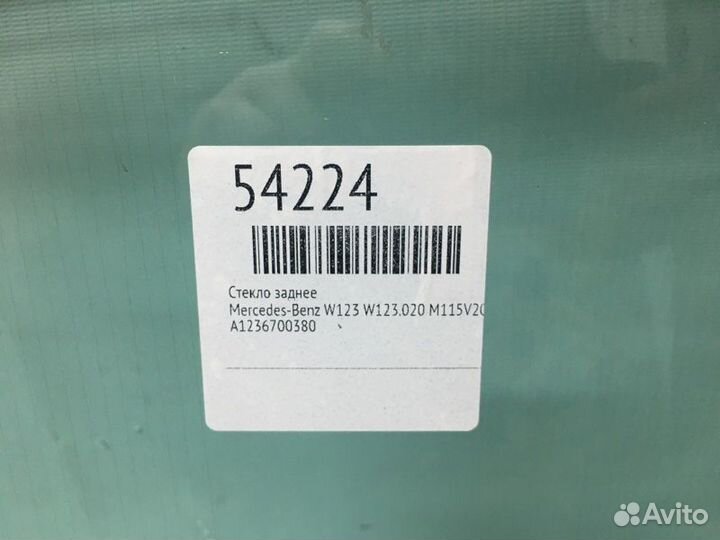 54224
Стекло заднее
Mercedes-Benz W123 W123.020 M115V20
A1236700380
Avito